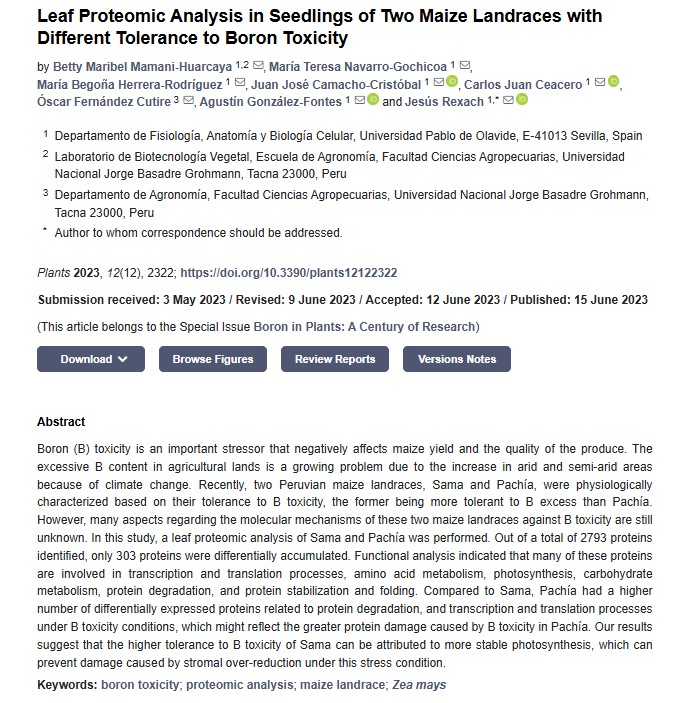 Leaf Proteomic Analysis in Seedlings of Two Maize Landraces with
Different Tolerance to Boron Toxicity
by Betty Maribel Mamani-Huarcaya 1,2, María Teresa Navarro-Gochicoa 1,
María Begoña Herrera-Rodríguez 1, Juan José Camacho-Cristóbal 1, Carlos Juan Ceacero 1,
Óscar Fernández Cutire 3, Agustín González-Fontes 1 and Jesús Rexach 1,*
1 Departamento de Fisiología, Anatomía y Biología Celular, Universidad Pablo de Olavide, E-41013 Sevilla, Spain
2 Laboratorio de Biotecnología Vegetal, Escuela de Agronomía, Facultad Ciencias Agropecuarias, Universidad
Nacional Jorge Basadre Grohmann, Tacna 23000, Peru
3 Departamento de Agronomía, Facultad Ciencias Agropecuarias, Universidad Nacional Jorge Basadre Grohmann,
Tacna 23000, Peru
* Author to whom correspondence should be addressed.
Plants 2023, 12(12), 2322; https://doi.org/10.3390/plants12122322
Submission received: 3 May 2023 / Revised: 9 June 2023 / Accepted: 12 June 2023 / Published: 15 June 2023
(This article belongs to the Special Issue Boron in Plants: A Century of Research)
Download Browse Figures Review Reports Versions Notes
Abstract
Boron (B) toxicity is an important stressor that negatively affects maize yield and the quality of the produce. The
excessive B content in agricultural lands is a growing problem due to the increase in arid and semi-arid areas
because of climate change. Recently, two Peruvian maize landraces, Sama and Pachía, were physiologically
characterized based on their tolerance to B toxicity, the former being more tolerant to B excess than Pachía.
However, many aspects regarding the molecular mechanisms of these two maize landraces against B toxicity are still
unknown. In this study, a leaf proteomic analysis of Sama and Pachía was performed. Out of a total of 2793 proteins
identified, only 303 proteins were differentially accumulated. Functional analysis indicated that many of these proteins
are involved in transcription and translation processes, amino acid metabolism, photosynthesis, carbohydrate
metabolism, protein degradation, and protein stabilization and folding. Compared to Sama, Pachía had a higher
number of differentially expressed proteins related to protein degradation, and transcription and translation processes
under B toxicity conditions, which might reflect the greater protein damage caused by B toxicity in Pachía. Our results
suggest that the higher tolerance to B toxicity of Sama can be attributed to more stable photosynthesis, which can
prevent damage caused by stromal over-reduction under this stress condition.
Keywords: boron toxicity; proteomic analysis; maize landrace; Zea mays